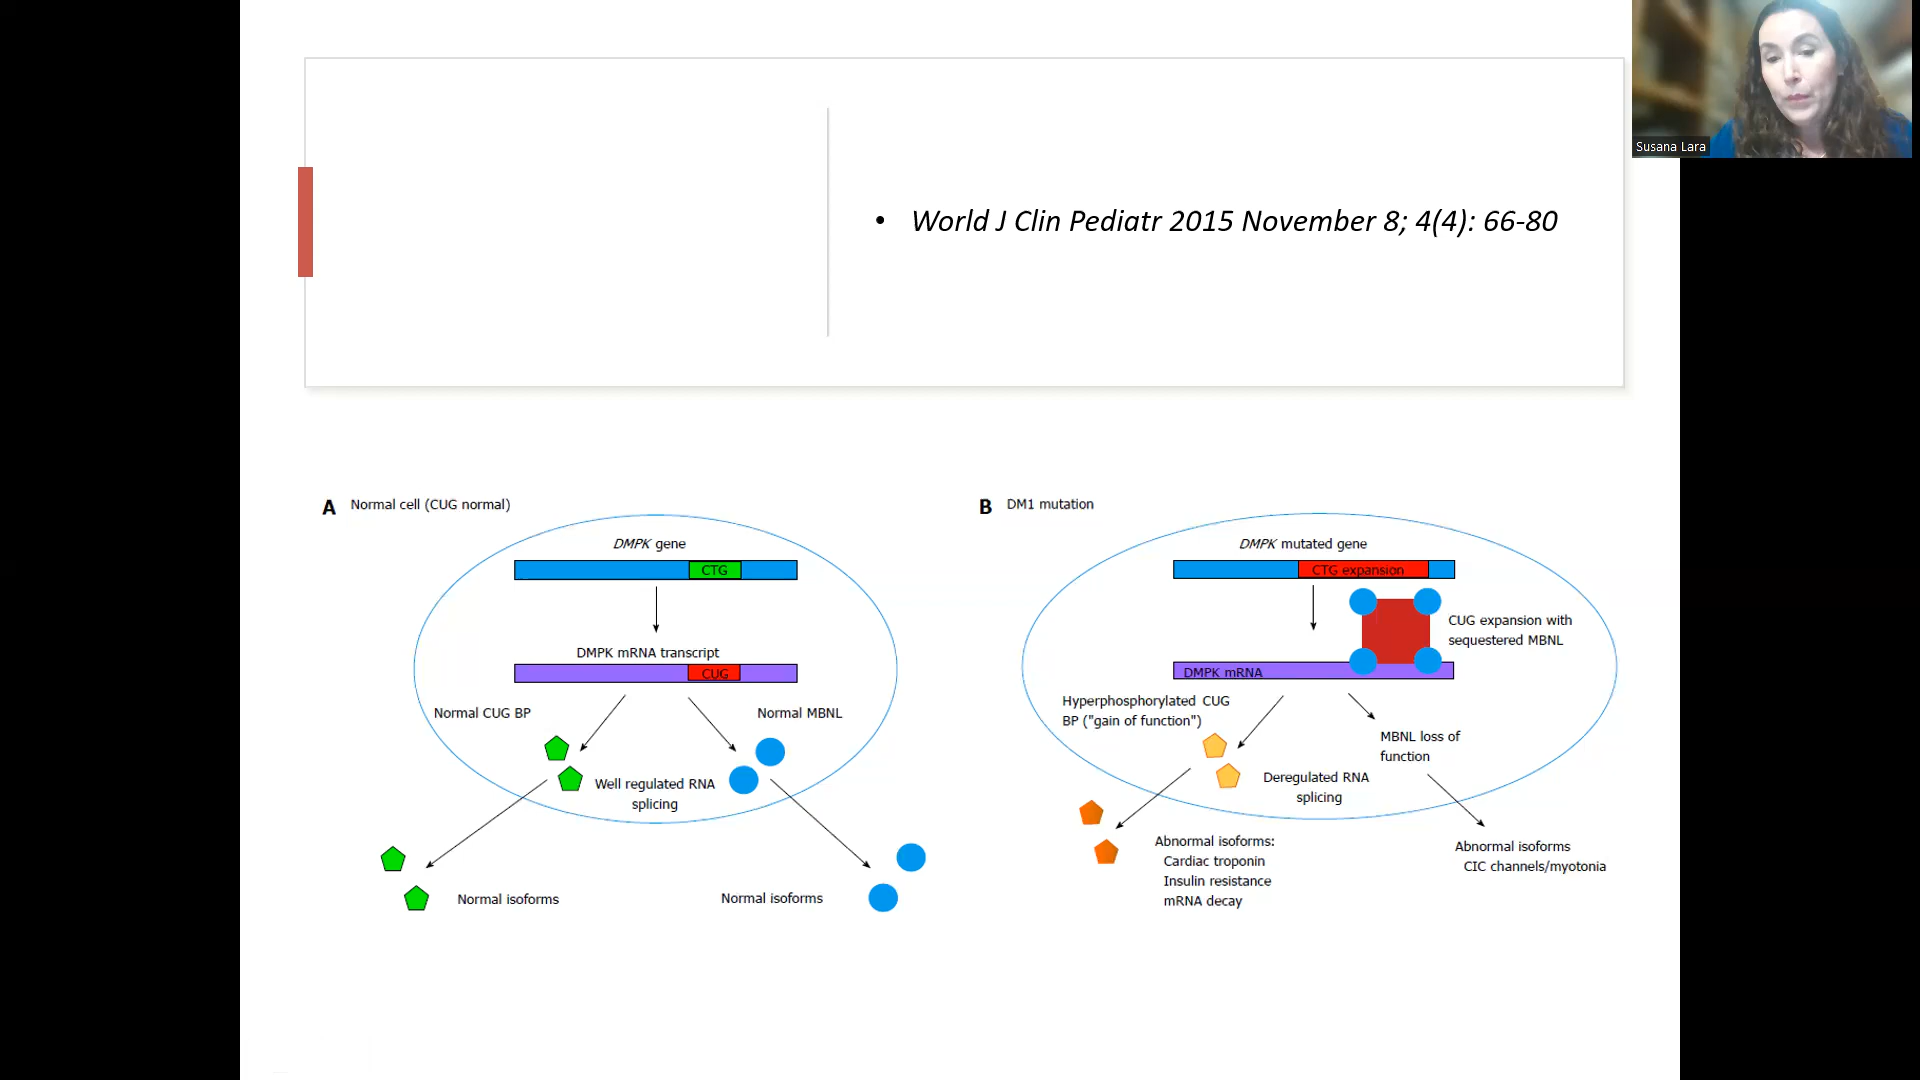 Susana Lara
• World J Clin Pediatr 2015 November 8; 4(4): 66-80
A Normal cell (CUG normal)
DMPK gene
CTG
DMPK mRNA transcript
CUG
Normal CUG BP
Normal MBNL
Well regulated RNA
splicing
Normal isoforms
Normal isoforms
B DM1 mutation
DMPK mutated gene
CTG expansion
CUG expansion with
sequestered MBNL
DMPK mRNA
Hyperphosphorylated CUG
BP ("gain of function")
MBNL loss of
function
Deregulated RNA
splicing
Abnormal isoforms:
Cardiac troponin
Insulin resistance
mRNA decay
Abnormal isoforms
CIC channels/myotonia